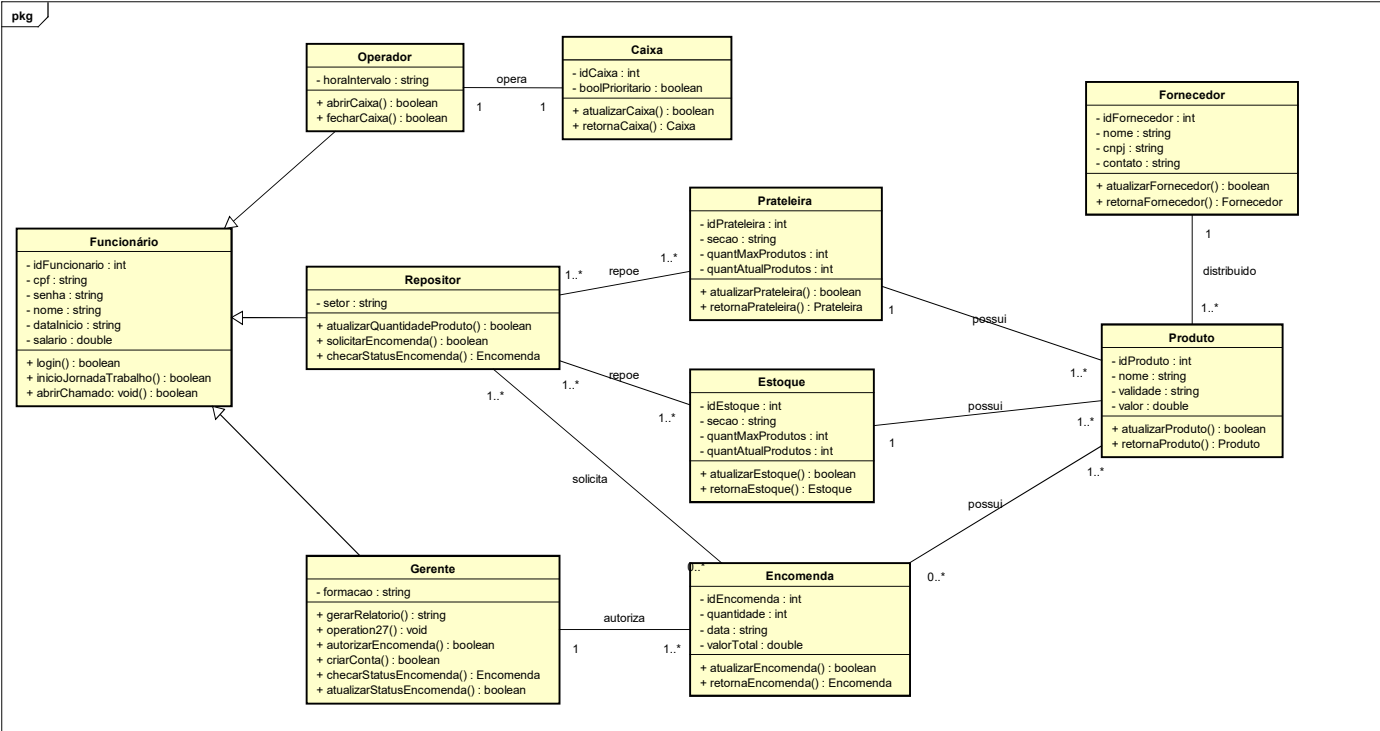 pkg
Operador
- horaIntervalo : string
+ abrirCaixa() : boolean
+ fecharCaixa() : boolean
opera
1
1
Caixa
- idCaixa : int
- boolPrioritario : boolean
+ atualizarCaixa() : boolean
+ retornaCaixa() : Caixa
Fornecedor
- idFornecedor : int
- nome : string
- cnpj : string
- contato : string
+ atualizarFornecedor() : boolean
+ retornaFornecedor() : Fornecedor
1
distribuido
1..*
Funcionário
- idFuncionario : int
- cpf : string
- senha : string
- nome : string
- dataInicio : string
- salario : double
+ login() : boolean
+ inicioJornadaTrabalho() : boolean
+ abrirChamado: void() : boolean
Repositor
- setor : string
+ atualizarQuantidadeProduto() : boolean
+ solicitarEncomenda() : boolean
+ checarStatusEncomenda() : Encomenda
1..*
repoe
1..*
Prateleira
- idPrateleira : int
- secao : string
- quantMaxProdutos : int
- quantAtualProdutos : int
+ atualizarPrateleira() : boolean
+ retornaPrateleira() : Prateleira
1
possui
1..*
Produto
- idProduto : int
- nome : string
- validade : string
- valor : double
+ atualizarProduto() : boolean
+ retornaProduto() : Produto
1..*
repoe
1..*
Estoque
- idEstoque : int
- secao : string
- quantMaxProdutos : int
- quantAtualProdutos : int
+ atualizarEstoque() : boolean
+ retornaEstoque() : Estoque
1
possui
1..*
1..*
solicita
0..*
1..*
possui
0..*
Gerente
- formacao : string
+ gerarRelatorio() : string
+ operation27() : void
+ autorizarEncomenda() : boolean
+ criarConta() : boolean
+ checarStatusEncomenda() : Encomenda
+ atualizarStatusEncomenda() : boolean
autoriza
1
1..*
Encomenda
- idEncomenda : int
- quantidade : int
- data : string
- valorTotal : double
+ atualizarEncomenda() : boolean
+ retornaEncomenda() : Encomenda